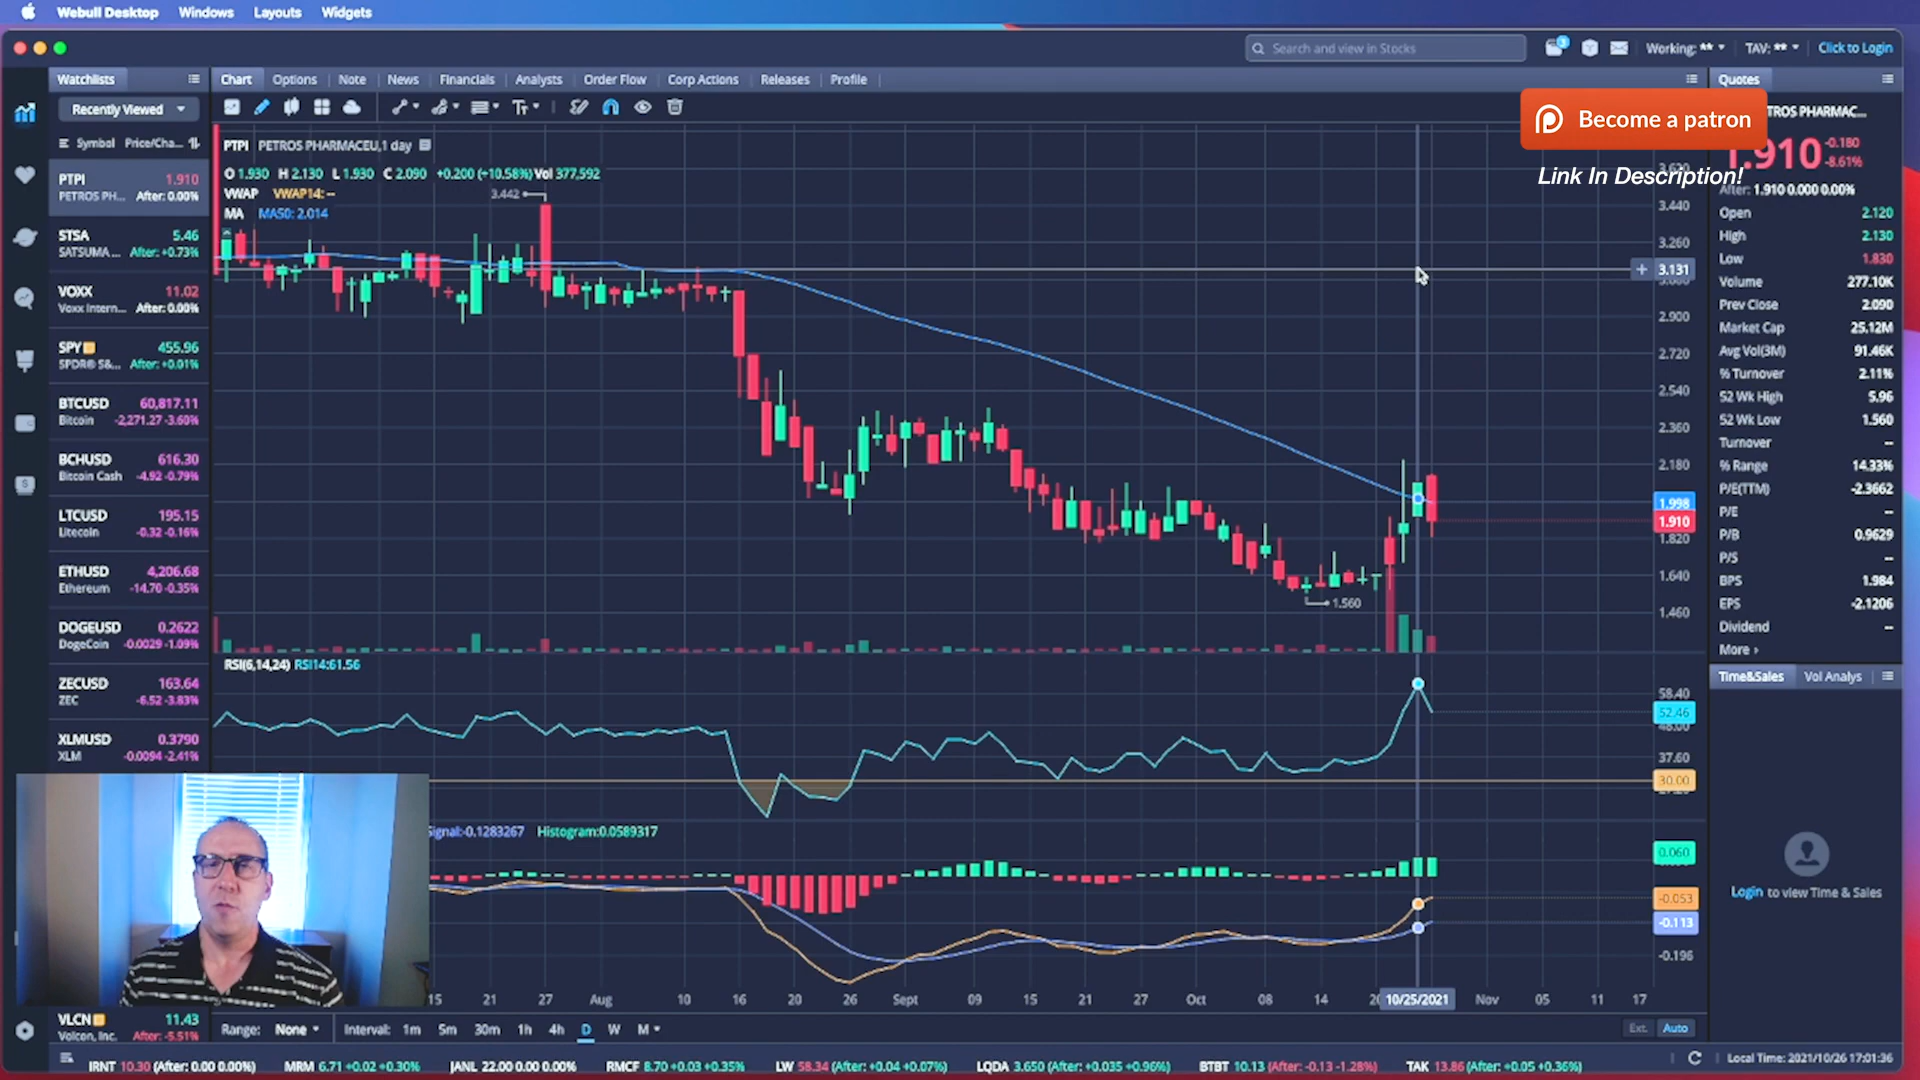 Webull Desktop Windows Layouts Widgets
Search and view in Stocks
3
Working: ** TAV: ** Click to Login
Watchlists
Chart Options Note News Financials Analysts Order Flow Corp Actions Releases Profile
Quotes
Recently Viewed
Symbol Price/Cha...
PTPI 1.910
PETROS PH... After: 0.00%
STSA 5.46
SATSUMA ... After: +0.73%
VOXX 11.02
Voxx Intern... After: 0.00%
SPY 455.96
SPDR® S&... After: +0.01%
BTCUSD 60,817.11
Bitcoin -2,271.27 -3.60%
BCHUSD 616.30
Bitcoin Cash -4.92 -0.79%
LTCUSD 195.15
Litecoin -0.32 -0.16%
ETHUSD 4,206.68
Ethereum -14.70 -0.35%
DOGEUSD 0.2622
DogeCoin -0.0029 -1.09%
ZECUSD 163.64
ZEC -6.52 -3.83%
XLMUSD 0.3790
XLM -0.0094 -2.41%
VLCN 11.43
Volcon, Inc. After: -5.51%
PTPI PETROS PHARMACEU,1 day
O 1.930 H 2.130 L 1.930 C 2.090 +0.200 (+10.58%) Vol 377,592
VWAP VWAP14: --
MA MA50: 2.014
3.442
1.560
3.440
3.260
3.131
2.900
2.720
2.540
2.360
2.180
1.998
1.910
1.820
1.640
1.460
RSI(6,14,24) RSI14:61.56
58.40
52.46
37.60
30.00
Signal:-0.1283267 Histogram:0.0589317
0.060
-0.053
-0.113
-0.196
15 21 27 Aug 10 16 20 26 Sept 09 15 21 27 Oct 08 14 10/25/2021 Nov 05 11 17
Range: None Interval: 1m 5m 30m 1h 4h D W M
Ext. Auto
Become a patron
Link In Description!
TROS PHARMAC...
1.910 -0.180
-8.61%
After: 1.910 0.000 0.00%
Open 2.120
High 2.130
Low 1.830
Volume 277.10K
Prev Close 2.090
Market Cap 25.12M
Avg Vol(3M) 91.46K
% Turnover 2.11%
52 Wk High 5.96
52 Wk Low 1.560
Turnover --
% Range 14.33%
P/E(TTM) -2.3662
P/E --
P/B 0.9629
P/S --
BPS 1.984
EPS -2.1206
Dividend --
More ›
Time&Sales Vol Analys
Login to view Time & Sales
IRNT 10.30 (After: 0.00 0.00%) MRM 6.71 +0.02 +0.30% JANL 22.00 0.00 0.00% RMCF 8.70 +0.03 +0.35% LW 58.34 (After: +0.04 +0.07%) LQDA 3.650 (After: +0.035 +0.96%) BTBT 10.13 (After: -0.13 -1.28%) TAK 13.86 (After: +0.05 +0.36%)
Local Time: 2021/10/26 17:01:36